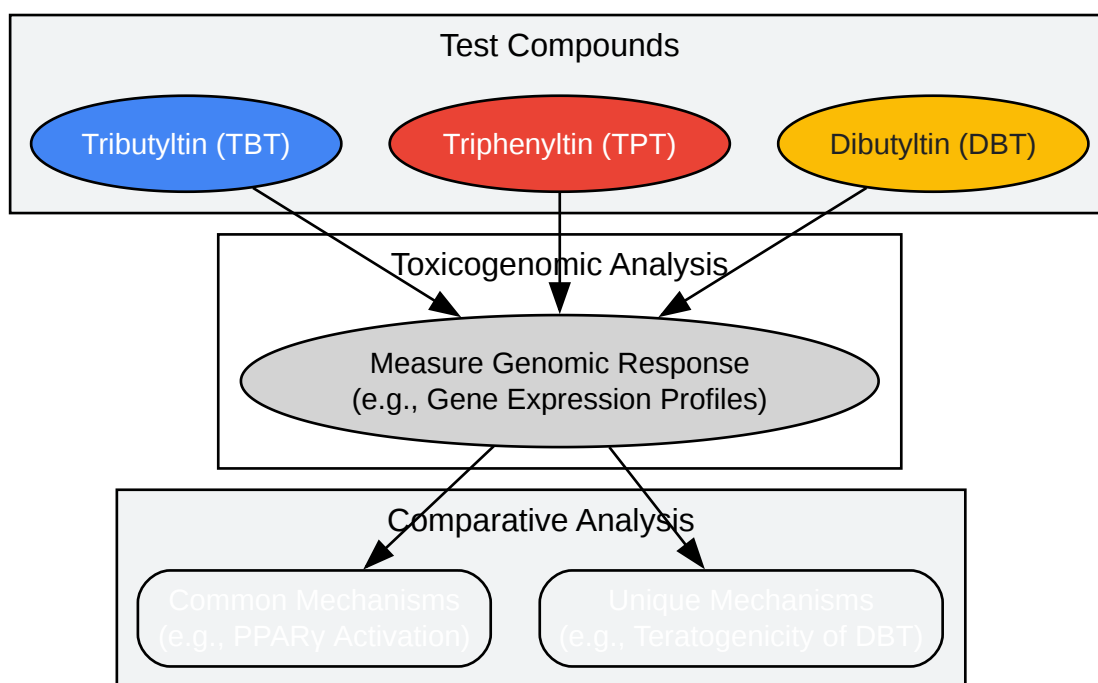 Test Compounds
Tributyltin (TBT)
Triphenyltin (TPT)
Dibutyltin (DBT)
Toxicogenomic Analysis
Measure Genomic Response
(e.g., Gene Expression Profiles)
Comparative Analysis
Common Mechanisms
(e.g., PPARγ Activation)
Unique Mechanisms
(e.g., Teratogenicity of DBT)